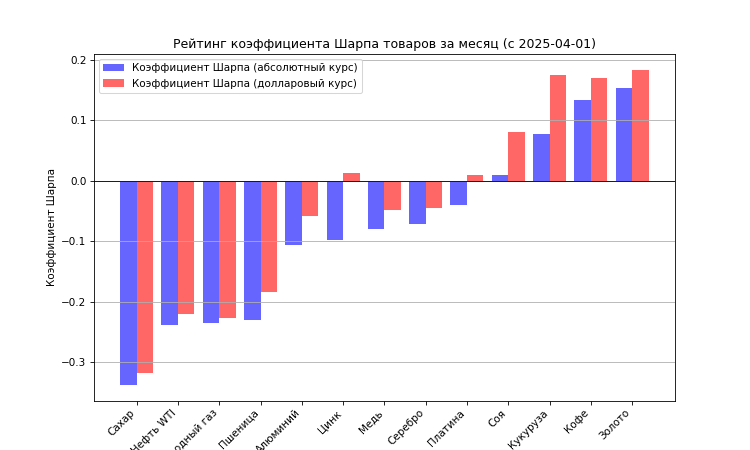 Рейтинг коэффициента Шарпа товаров за месяц (с 2025-04-01)
Коэффициент Шарпа (абсолютный курс)
Коэффициент Шарпа (долларовый курс)
Коэффициент Шарпа
0.2
0.1
0.0
−0.1
−0.2
−0.3
Сахар
Нефть WTI
одный газ
Пшеница
Алюминий
Цинк
Медь
Серебро
Платина
Соя
Кукуруза
Кофе
Золото